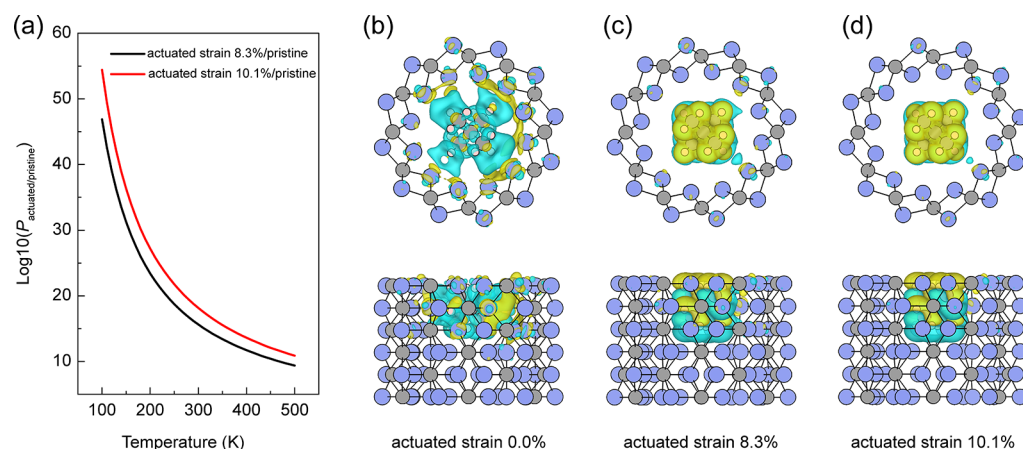 (a)
60
50
40
30
20
10
Log10(P actuated/pristine)
actuated strain 8.3%/pristine
actuated strain 10.1%/pristine
100 200 300 400 500
Temperature (K)
(b)
actuated strain 0.0%
(c)
actuated strain 8.3%
(d)
actuated strain 10.1%